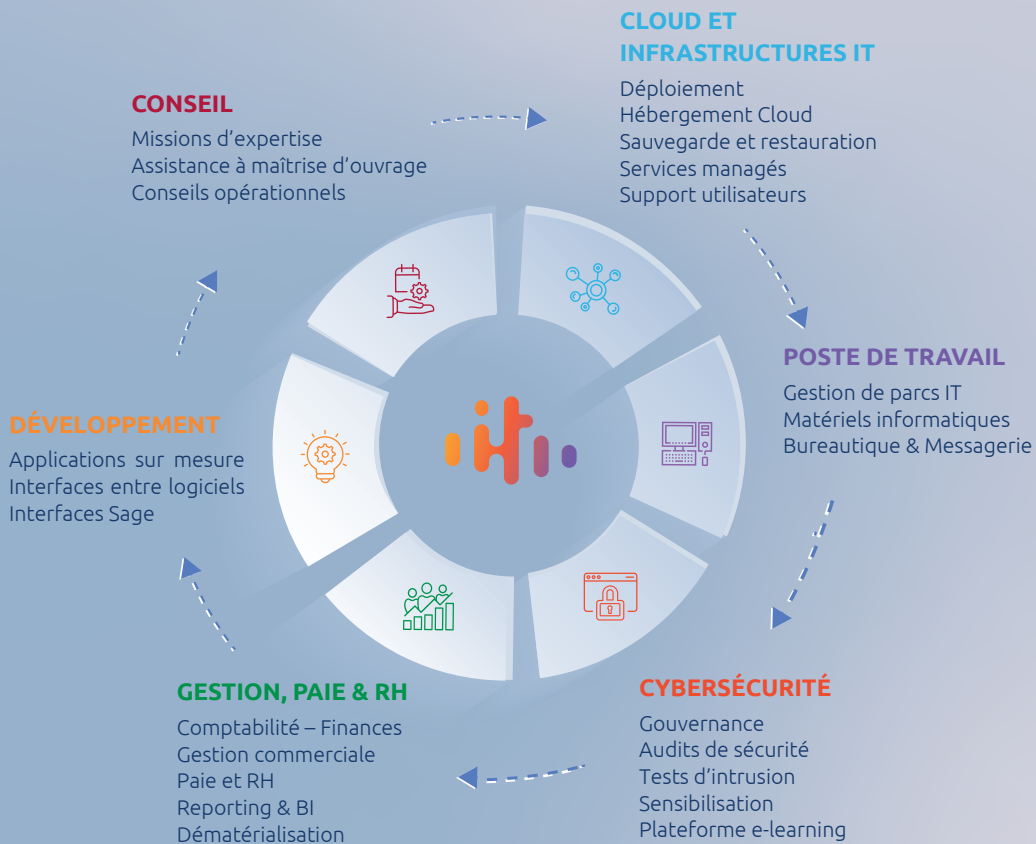 CLOUD ET
INFRASTRUCTURES IT
Déploiement
Hébergement Cloud
Sauvegarde et restauration
Services managés
Support utilisateurs
CONSEIL
Missions d’expertise
Assistance à maîtrise d’ouvrage
Conseils opérationnels
POSTE DE TRAVAIL
Gestion de parcs IT
Matériels informatiques
Bureautique & Messagerie
DÉVELOPPEMENT
Applications sur mesure
Interfaces entre logiciels
Interfaces Sage
GESTION, PAIE & RH
Comptabilité – Finances
Gestion commerciale
Paie et RH
Reporting & BI
Dématérialisation
CYBERSÉCURITÉ
Gouvernance
Audits de sécurité
Tests d’intrusion
Sensibilisation
Plateforme e-learning